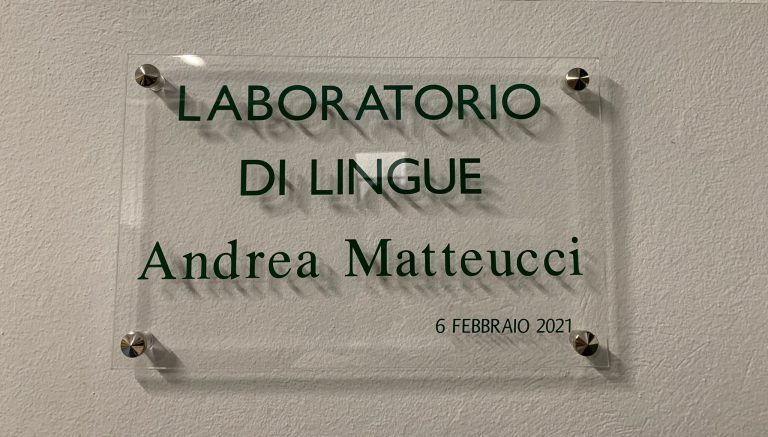 LABORATORIO
DI LINGUE
Andrea Matteucci
6 FEBBRAIO 2021